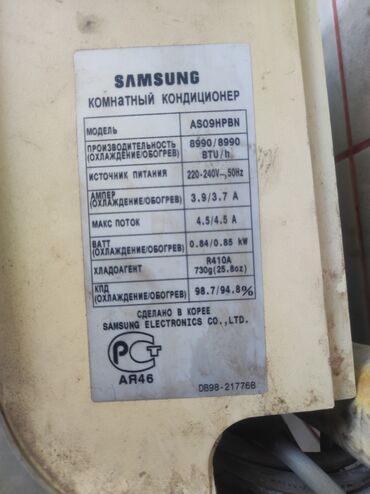 SAMSUNG
КОМНАТНЫЙ КОНДИЦИОНЕР
МОДЕЛЬ AS09HPBN
ПРОИЗВОДИТЕЛЬНОСТЬ 8990/8990
(ОХЛАЖДЕНИЕ/ОБОГРЕВ) BTU/h
ИСТОЧНИК ПИТАНИЯ 220-240V~,50Hz
АМПЕР
(ОХЛАЖДЕНИЕ/ОБОГРЕВ) 3.9/3.7 A
МАКС ПОТОК 4.5/4.5 A
ВАТТ
(ОХЛАЖДЕНИЕ/ОБОГРЕВ) 0.84/0.85 kW
ХЛАДОАГЕНТ R410A
730g(25.8oz)
КПД
(ОХЛАЖДЕНИЕ/ОБОГРЕВ) 98.7/94.8%
СДЕЛАНО В КОРЕЕ
SAMSUNG ELECTRONICS CO.,LTD.
РСТ
АЯ46
DB98-21776B